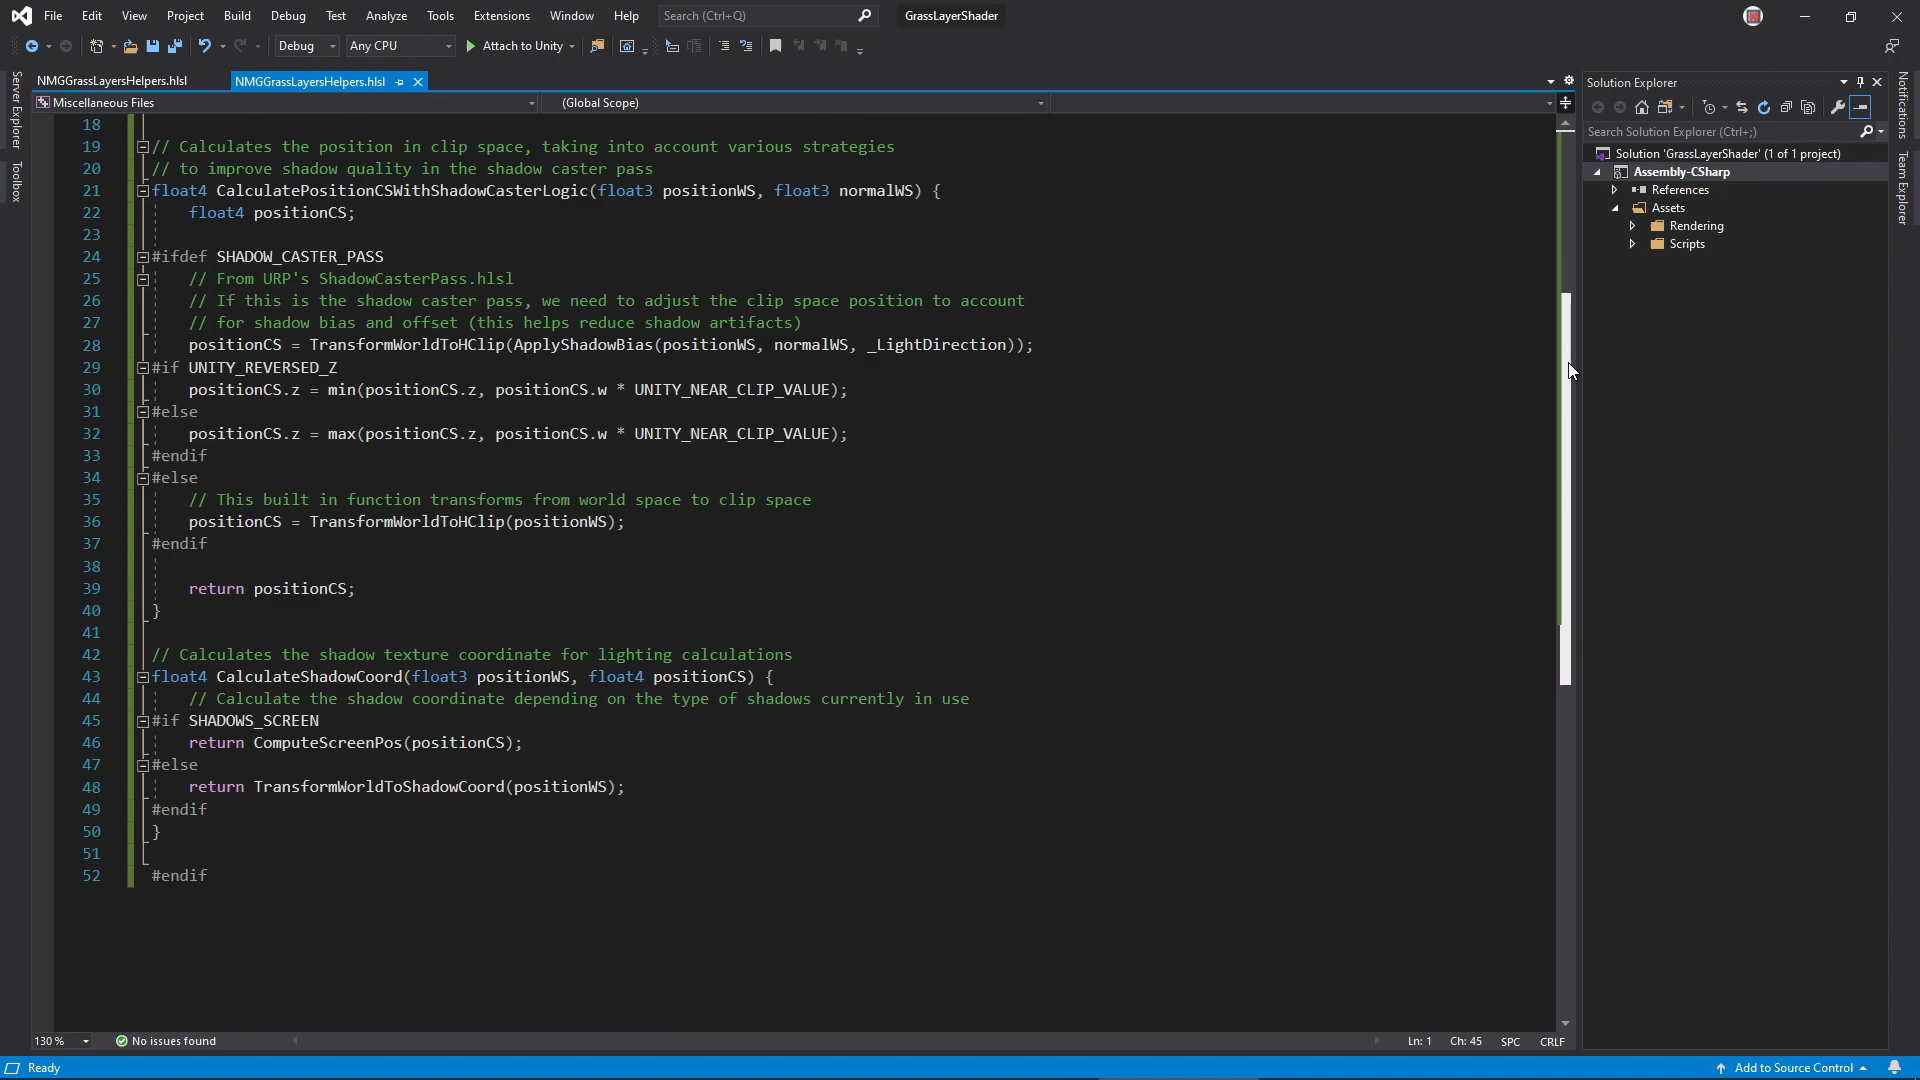 File Edit View Project Build Debug Test Analyze Tools Extensions Window Help Search (Ctrl+Q) GrassLayerShader
Debug Any CPU Attach to Unity
NMGGrassLayersHelpers.hlsl NMGGrassLayersHelpers.hlsl
Miscellaneous Files (Global Scope)
18
19 // Calculates the position in clip space, taking into account various strategies
20 // to improve shadow quality in the shadow caster pass
21 float4 CalculatePositionCSWithShadowCasterLogic(float3 positionWS, float3 normalWS) {
22 float4 positionCS;
23
24 #ifdef SHADOW_CASTER_PASS
25 // From URP's ShadowCasterPass.hlsl
26 // If this is the shadow caster pass, we need to adjust the clip space position to account
27 // for shadow bias and offset (this helps reduce shadow artifacts)
28 positionCS = TransformWorldToHClip(ApplyShadowBias(positionWS, normalWS, _LightDirection));
29 #if UNITY_REVERSED_Z
30 positionCS.z = min(positionCS.z, positionCS.w * UNITY_NEAR_CLIP_VALUE);
31 #else
32 positionCS.z = max(positionCS.z, positionCS.w * UNITY_NEAR_CLIP_VALUE);
33 #endif
34 #else
35 // This built in function transforms from world space to clip space
36 positionCS = TransformWorldToHClip(positionWS);
37 #endif
38
39 return positionCS;
40 }
41
42 // Calculates the shadow texture coordinate for lighting calculations
43 float4 CalculateShadowCoord(float3 positionWS, float4 positionCS) {
44 // Calculate the shadow coordinate depending on the type of shadows currently in use
45 #if SHADOWS_SCREEN
46 return ComputeScreenPos(positionCS);
47 #else
48 return TransformWorldToShadowCoord(positionWS);
49 #endif
50 }
51
52 #endif
130 % No issues found Ln: 1 Ch: 45 SPC CRLF
Ready Add to Source Control
Server Explorer
Toolbox
Solution Explorer
Search Solution Explorer (Ctrl+;)
Solution 'GrassLayerShader' (1 of 1 project)
Assembly-CSharp
References
Assets
Rendering
Scripts
Notifications
Team Explorer